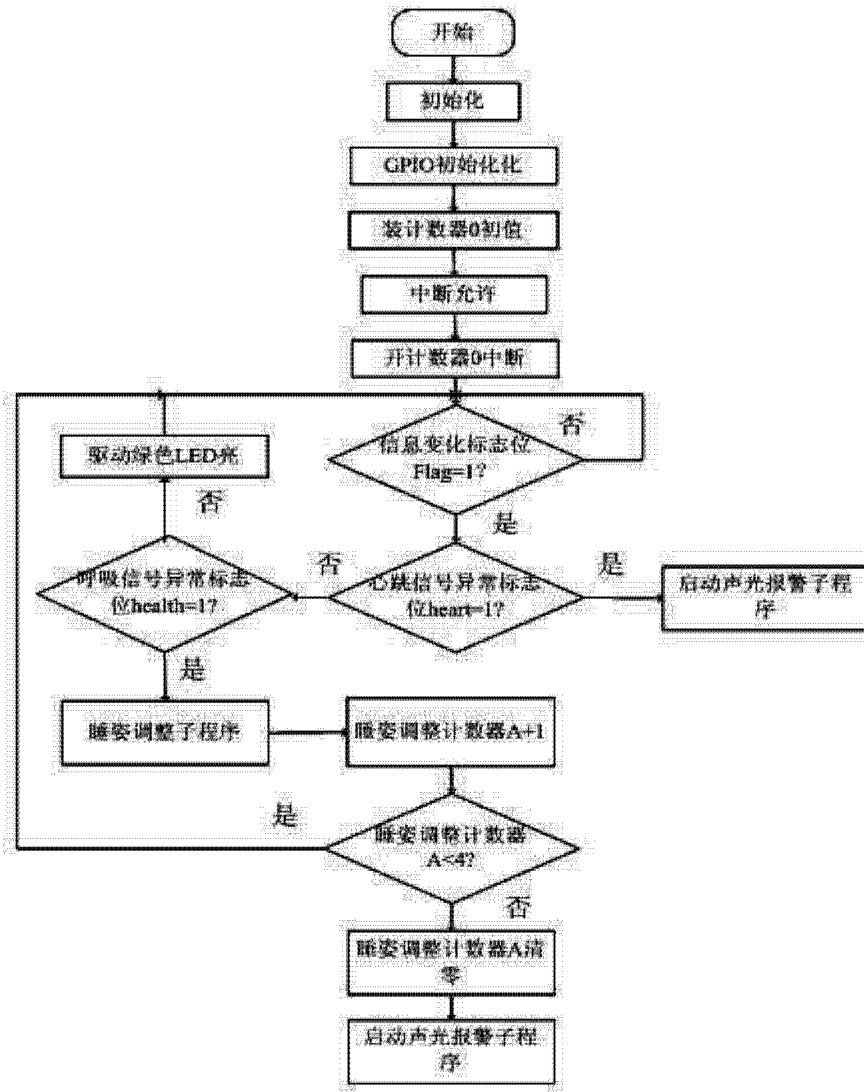 开始
初始化
GPIO初始化化
装计数器0初值
中断允许
开计数器0中断
驱动绿色LED亮
信息变化标志位
Flag=1?
否
否
是
呼吸信号异常标志
位health=1?
否
心跳信号异常标志
位heart=1?
是
启动声光报警子程
序
是
睡姿调整子程序
睡姿调整计数器A+1
是
睡姿调整计数器
A<4?
否
睡姿调整计数器A清
零
启动声光报警子程
序